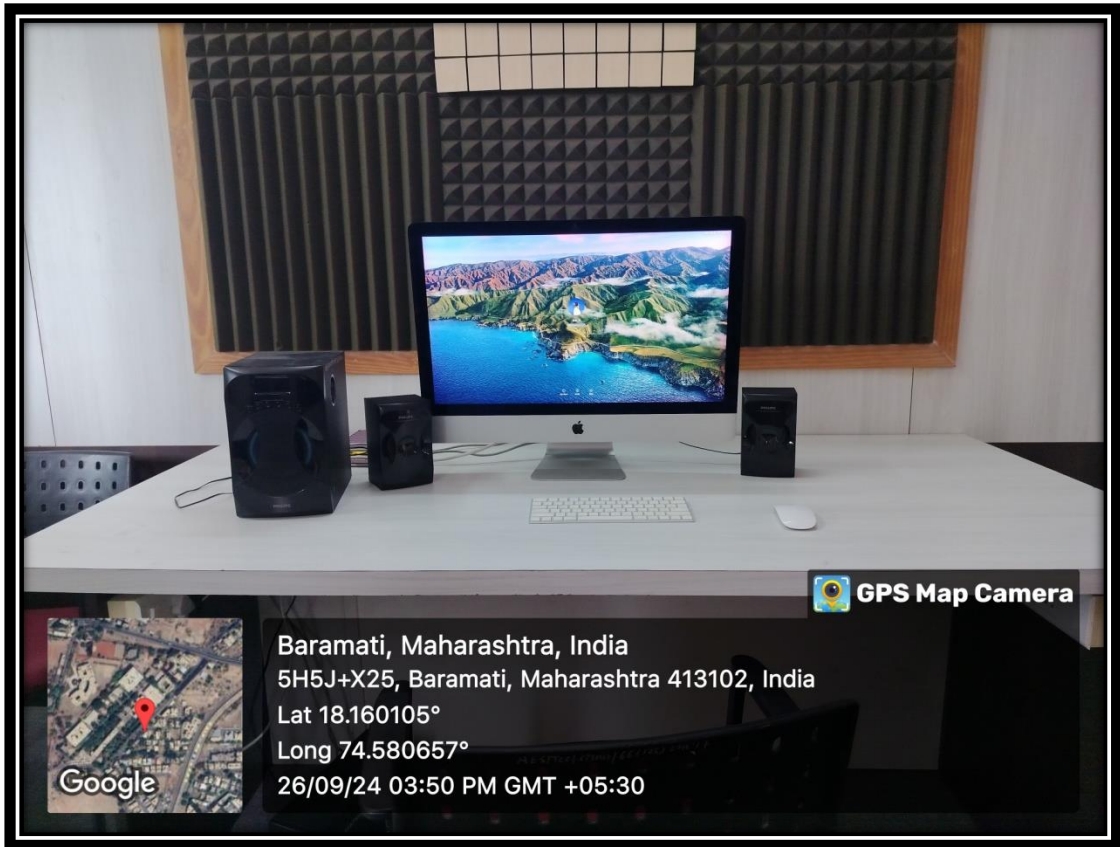 PHILIPS
GPS Map Camera
Baramati, Maharashtra, India
5H5J+X25, Baramati, Maharashtra 413102, India
Lat 18.160105°
Long 74.580657°
26/09/24 03:50 PM GMT +05:30
Google